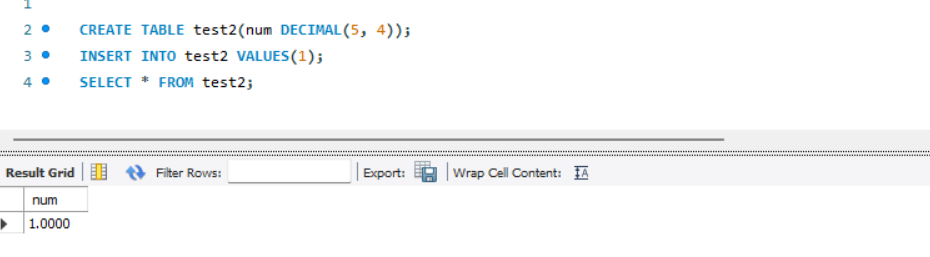 1
2 CREATE TABLE test2(num DECIMAL(5, 4));
3 INSERT INTO test2 VALUES(1);
4 SELECT * FROM test2;
Result Grid Filter Rows: Export: Wrap Cell Content: IA
num
1.0000